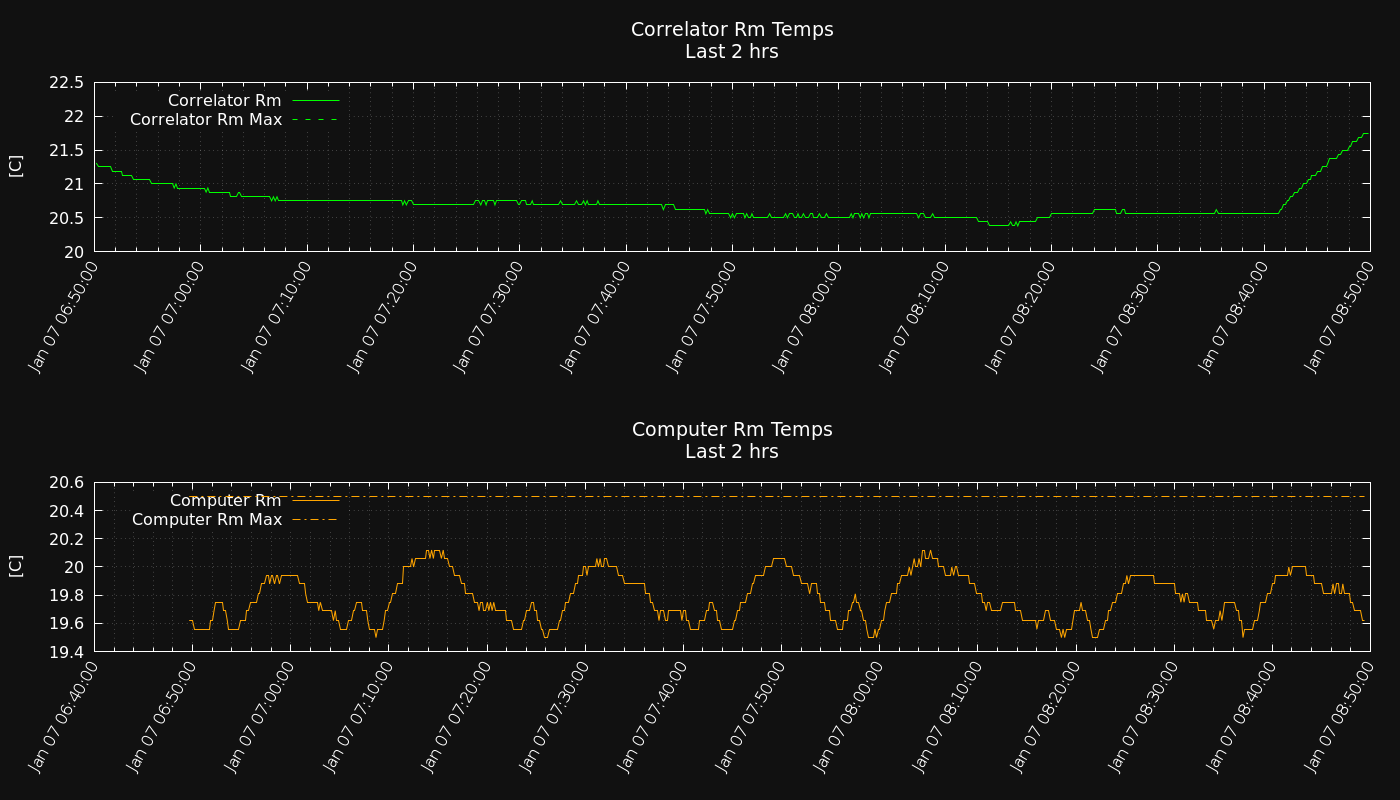 Correlator Rm Temps
Last 2 hrs
22.5
22
21.5
21
20.5
20
[C]
Correlator Rm
Correlator Rm Max
Jan 07 06:50:00
Jan 07 07:00:00
Jan 07 07:10:00
Jan 07 07:20:00
Jan 07 07:30:00
Jan 07 07:40:00
Jan 07 07:50:00
Jan 07 08:00:00
Jan 07 08:10:00
Jan 07 08:20:00
Jan 07 08:30:00
Jan 07 08:40:00
Jan 07 08:50:00
Computer Rm Temps
Last 2 hrs
20.6
20.4
20.2
20
19.8
19.6
19.4
[C]
Computer Rm
Computer Rm Max
Jan 07 06:40:00
Jan 07 06:50:00
Jan 07 07:00:00
Jan 07 07:10:00
Jan 07 07:20:00
Jan 07 07:30:00
Jan 07 07:40:00
Jan 07 07:50:00
Jan 07 08:00:00
Jan 07 08:10:00
Jan 07 08:20:00
Jan 07 08:30:00
Jan 07 08:40:00
Jan 07 08:50:00